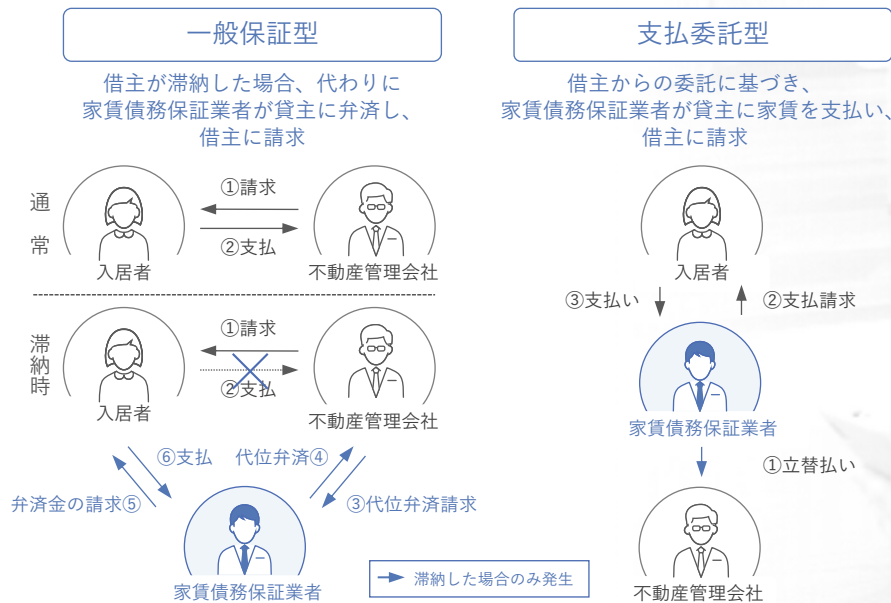 一般保証型
借主が滞納した場合、代わりに
家賃債務保証業者が貸主に弁済し、
借主に請求
通常
①請求
②支払
入居者
不動産管理会社
滞納時
①請求
②支払
入居者
不動産管理会社
⑥支払
代位弁済④
弁済金の請求⑤
③代位弁済請求
家賃債務保証業者
滞納した場合のみ発生
支払委託型
借主からの委託に基づき、
家賃債務保証業者が貸主に家賃を支払い、
借主に請求
入居者
③支払い
②支払請求
家賃債務保証業者
①立替払い
不動産管理会社